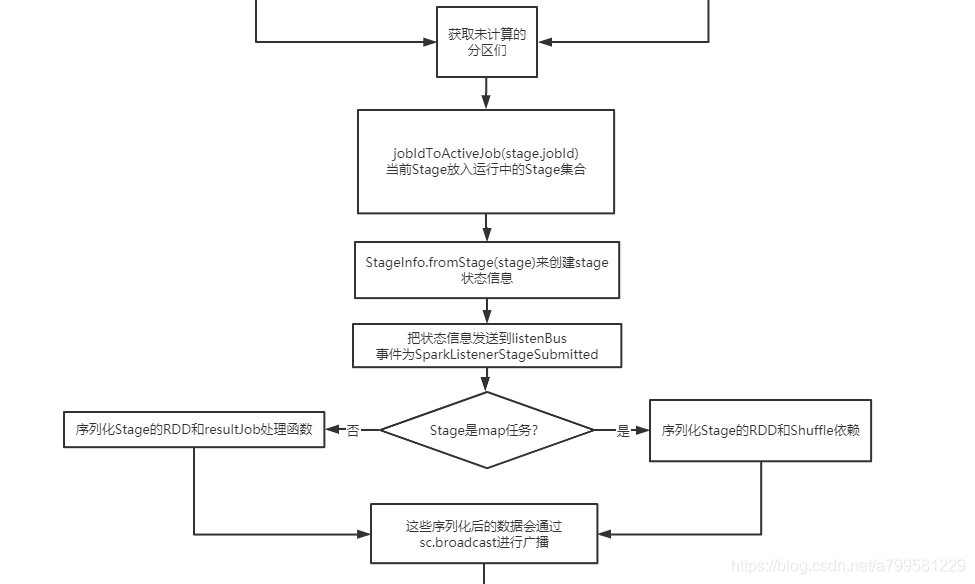 获取未计算的
分区们
jobIdToActiveJob(stage.jobId)
当前Stage放入运行中的Stage集合
StageInfo.fromStage(stage)来创建stage
状态信息
把状态信息发送到listenBus
事件为SparkListenerStageSubmitted
序列化Stage的RDD和resultJob处理函数
否
Stage是map任务?
是
序列化Stage的RDD和Shuffle依赖
这些序列化后的数据会通过
sc.broadcast进行广播
https://blog.csdn.net/a799581229